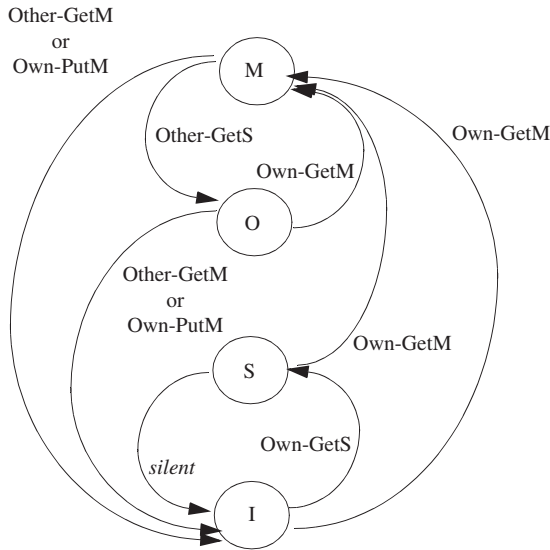 Other-GetM
or
Own-PutM
M
Own-GetM
Other-GetS
Own-GetM
O
Other-GetM
or
Own-PutM
Own-GetM
S
Own-GetS
silent
I